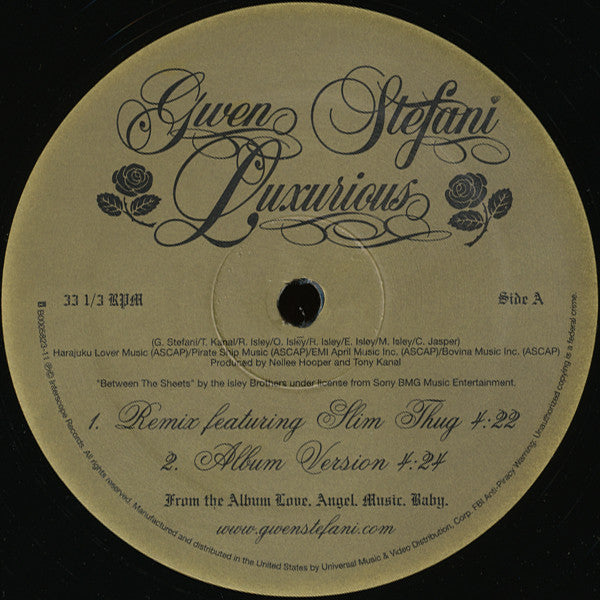 Gwen Stefani
Luxurious
33 1/3 RPM
Side A
(G. Stefani/T. Kanal/R. Isley/O. Isley/R. Isley/E. Isley/M. Isley/C. Jasper)
Harajuku Lover Music (ASCAP)/Pirate Ship Music (ASCAP)/EMI April Music Inc. (ASCAP)/Bovina Music Inc. (ASCAP)
Produced by Nellee Hooper and Tony Kanal
"Between The Sheets" by the Isley Brothers under license from Sony BMG Music Entertainment.
1. Remix featuring Slim Thug 4:22
2. Album Version 4:24
From the Album Love. Angel. Music. Baby.
www.gwenstefani.com
B0005823-11 ℗© Interscope Records. All rights reserved. Manufactured and distributed in the United States by Universal Music & Video Distribution, Corp. FBI Anti-Piracy Warning: Unauthorized copying is a federal crime.